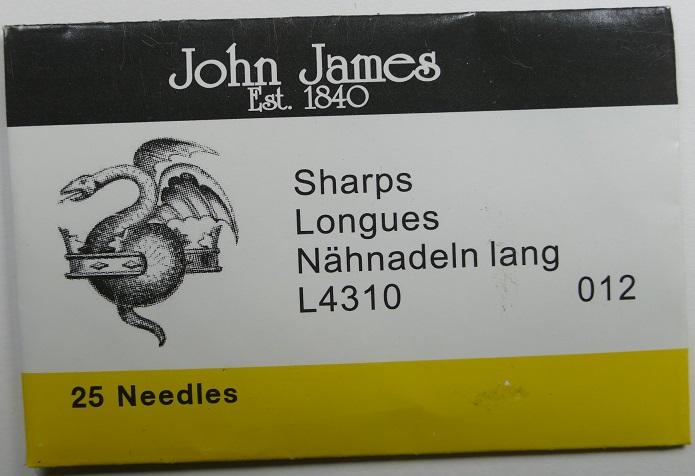 John James
Est. 1840
Sharps
Longues
Nähnadeln lang
L4310 012
25 Needles